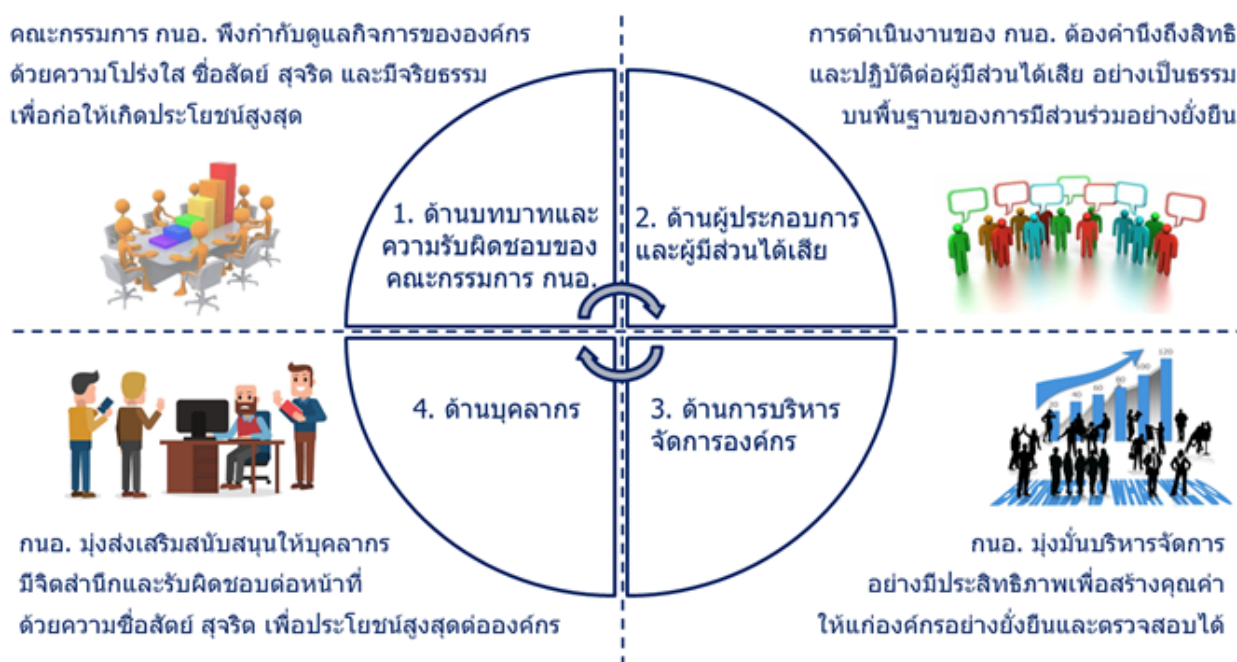 คณะกรรมการ กนอ. พึงกำกับดูแลกิจการขององค์กร
ด้วยความโปร่งใส ซื่อสัตย์ สุจริต และมีจริยธรรม
เพื่อก่อให้เกิดประโยชน์สูงสุด
การดำเนินงานของ กนอ. ต้องคำนึงถึงสิทธิ
และปฏิบัติต่อผู้มีส่วนได้เสีย อย่างเป็นธรรม
บนพื้นฐานของการมีส่วนร่วมอย่างยั่งยืน
1. ด้านบทบาทและ
ความรับผิดชอบของ
คณะกรรมการ กนอ.
2. ด้านผู้ประกอบการ
และผู้มีส่วนได้เสีย
4. ด้านบุคลากร
3. ด้านการบริหาร
จัดการองค์กร
40
60
80
100
120
กนอ. มุ่งส่งเสริมสนับสนุนให้บุคลากร
มีจิตสำนึกและรับผิดชอบต่อหน้าที่
ด้วยความซื่อสัตย์ สุจริต เพื่อประโยชน์สูงสุดต่อองค์กร
กนอ. มุ่งมั่นบริหารจัดการ
อย่างมีประสิทธิภาพเพื่อสร้างคุณค่า
ให้แก่องค์กรอย่างยั่งยืนและตรวจสอบได้